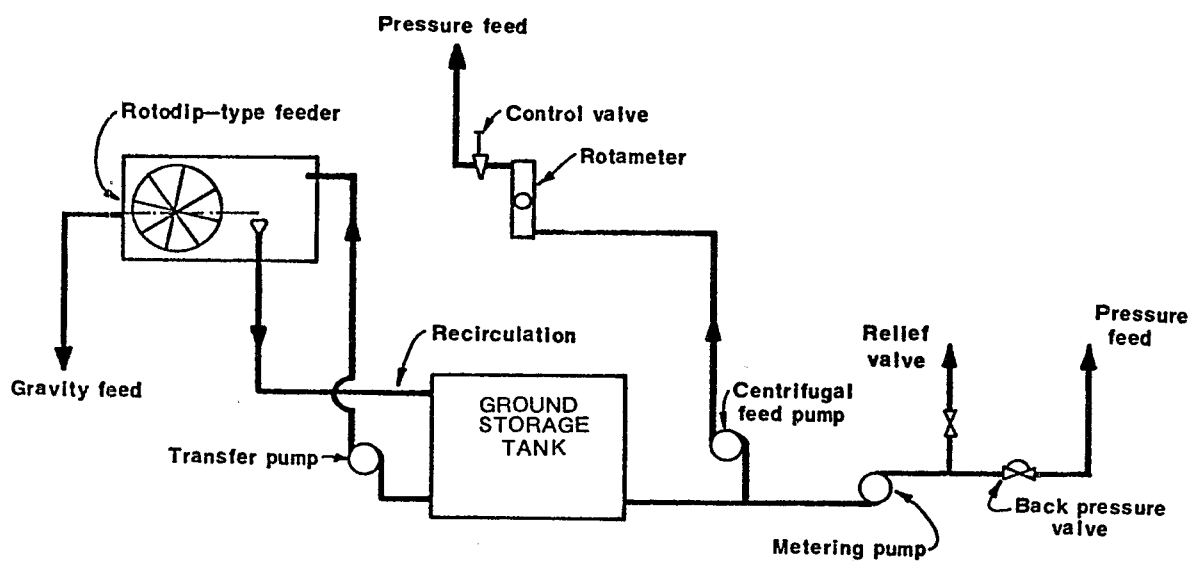 Pressure feed
Rotodip—type feeder
Control valve
Rotameter
Gravity feed
Recirculation
GROUND
STORAGE
TANK
Transfer pump
Centrifugal
feed pump
Relief
valve
Pressure
feed
Back pressure
valve
Metering pump